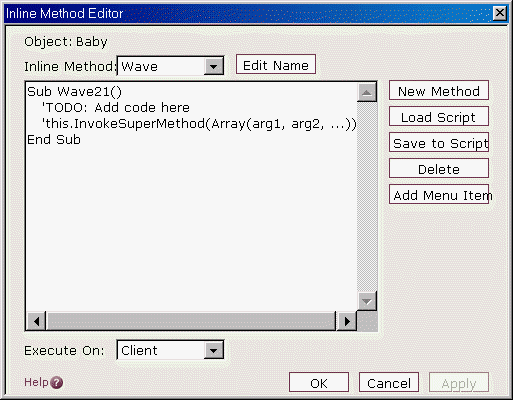 Inline Method Editor
Object: Baby
Inline Method: Wave Edit Name
Sub Wave21()
'TODO: Add code here
'this.InvokeSuperMethod(Array(arg1, arg2, ...))
End Sub
New Method
Load Script
Save to Script
Delete
Add Menu Item
Execute On: Client
Help?
OK Cancel Apply